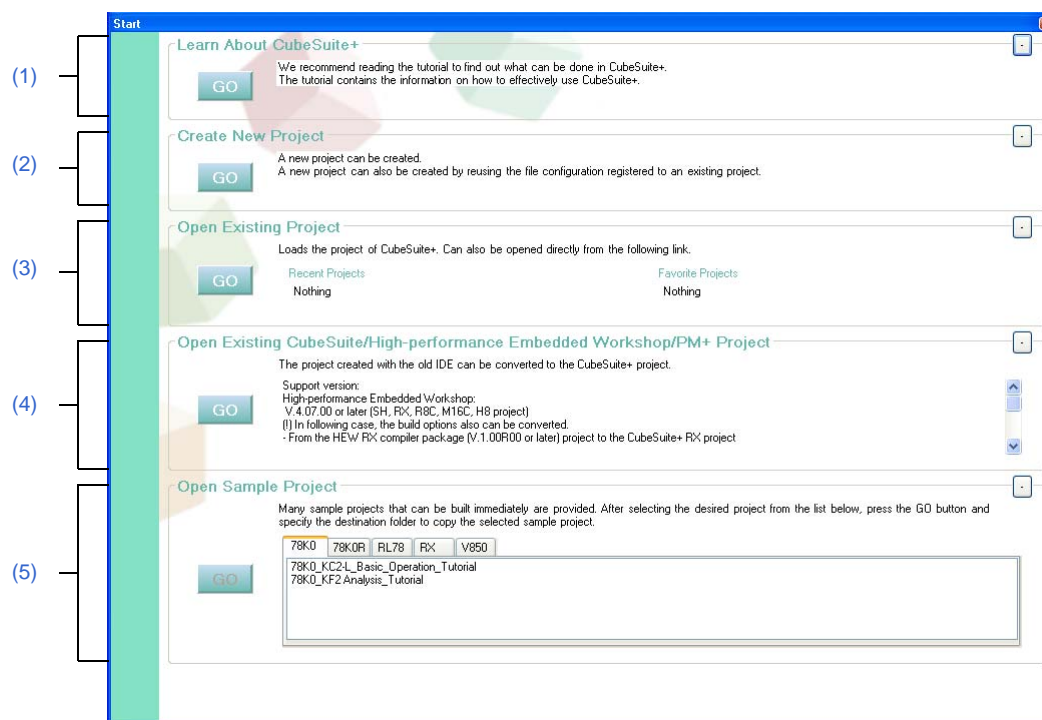 Start
(1)
Learn About CubeSuite+
GO
We recommend reading the tutorial to find out what can be done in CubeSuite+.
The tutorial contains the information on how to effectively use CubeSuite+.
(2)
Create New Project
GO
A new project can be created.
A new project can also be created by reusing the file configuration registered to an existing project.
(3)
Open Existing Project
GO
Loads the project of CubeSuite+. Can also be opened directly from the following link.
Recent Projects
Favorite Projects
Nothing
Nothing
(4)
Open Existing CubeSuite/High-performance Embedded Workshop/PM+ Project
GO
The project created with the old IDE can be converted to the CubeSuite+ project.
Support version:
High-performance Embedded Workshop:
V.4.07.00 or later (SH, RX, R8C, M16C, H8 project)
(!) In following case, the build options also can be converted.
- From the HEW RX compiler package (V.1.00R00 or later) project to the CubeSuite+ RX project
(5)
Open Sample Project
GO
Many sample projects that can be built immediately are provided. After selecting the desired project from the list below, press the GO button and
specify the destination folder to copy the selected sample project.
78K0 78K0R RL78 RX V850
78K0_KC2-L_Basic_Operation_Tutorial
78K0_KF2 Analysis_Tutorial